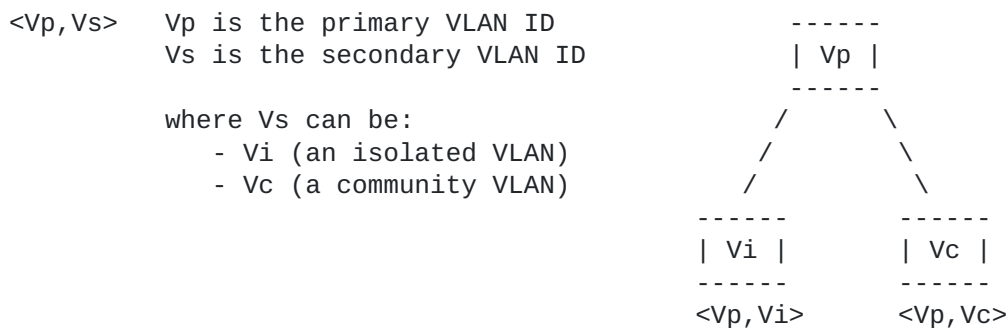 <Vp,Vs>   Vp is the primary VLAN ID             ------
          Vs is the secondary VLAN ID           | Vp |
                                                ------
          where Vs can be:                     /      \
             - Vi (an isolated VLAN)          /        \
             - Vc (a community VLAN)         /          \
                                          ------       ------
                                          | Vi |       | Vc |
                                          ------       ------
                                          <Vp,Vi>      <Vp,Vc>